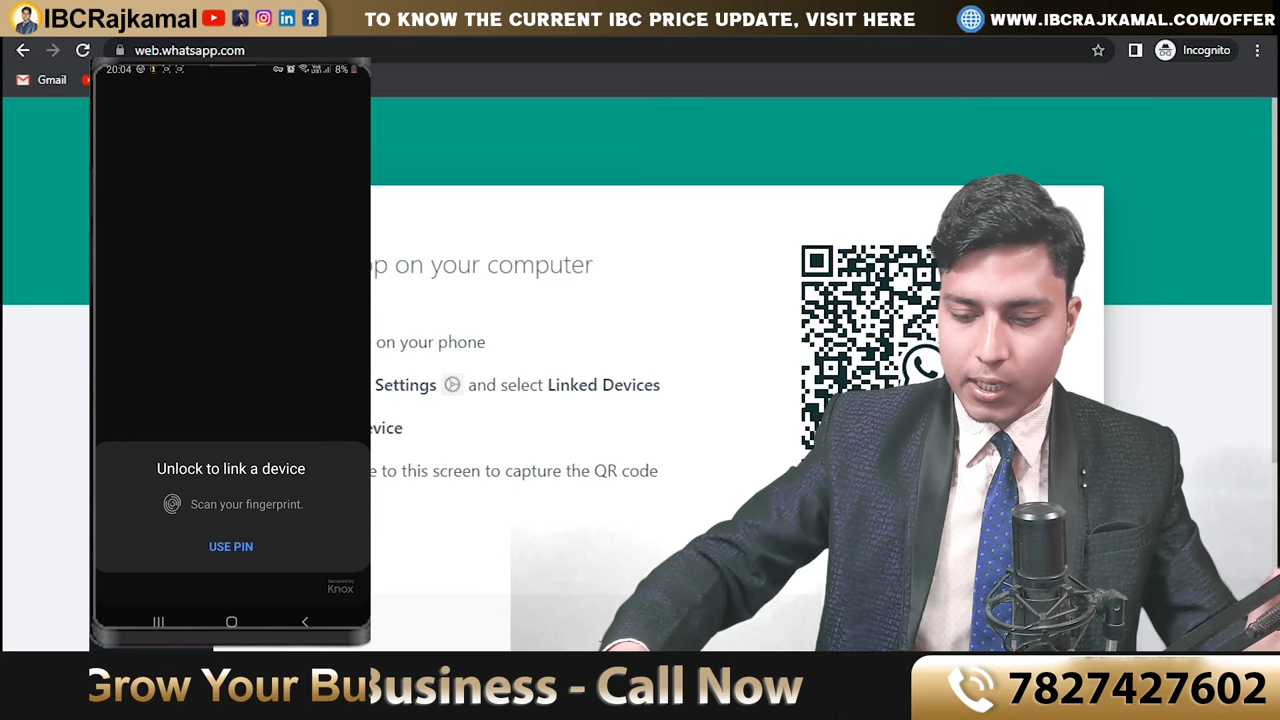 IBCRajkamal
TO KNOW THE CURRENT IBC PRICE UPDATE, VISIT HERE
WWW.IBCRAJKAMAL.COM/OFFER
web.whatsapp.com
Incognito
Gmail
20:04
8%
pp on your computer
on your phone
Settings and select Linked Devices
evice
e to this screen to capture the QR code
Unlock to link a device
Scan your fingerprint.
USE PIN
Secured by
Knox
Grow Your Bu
Business - Call Now
7827427602